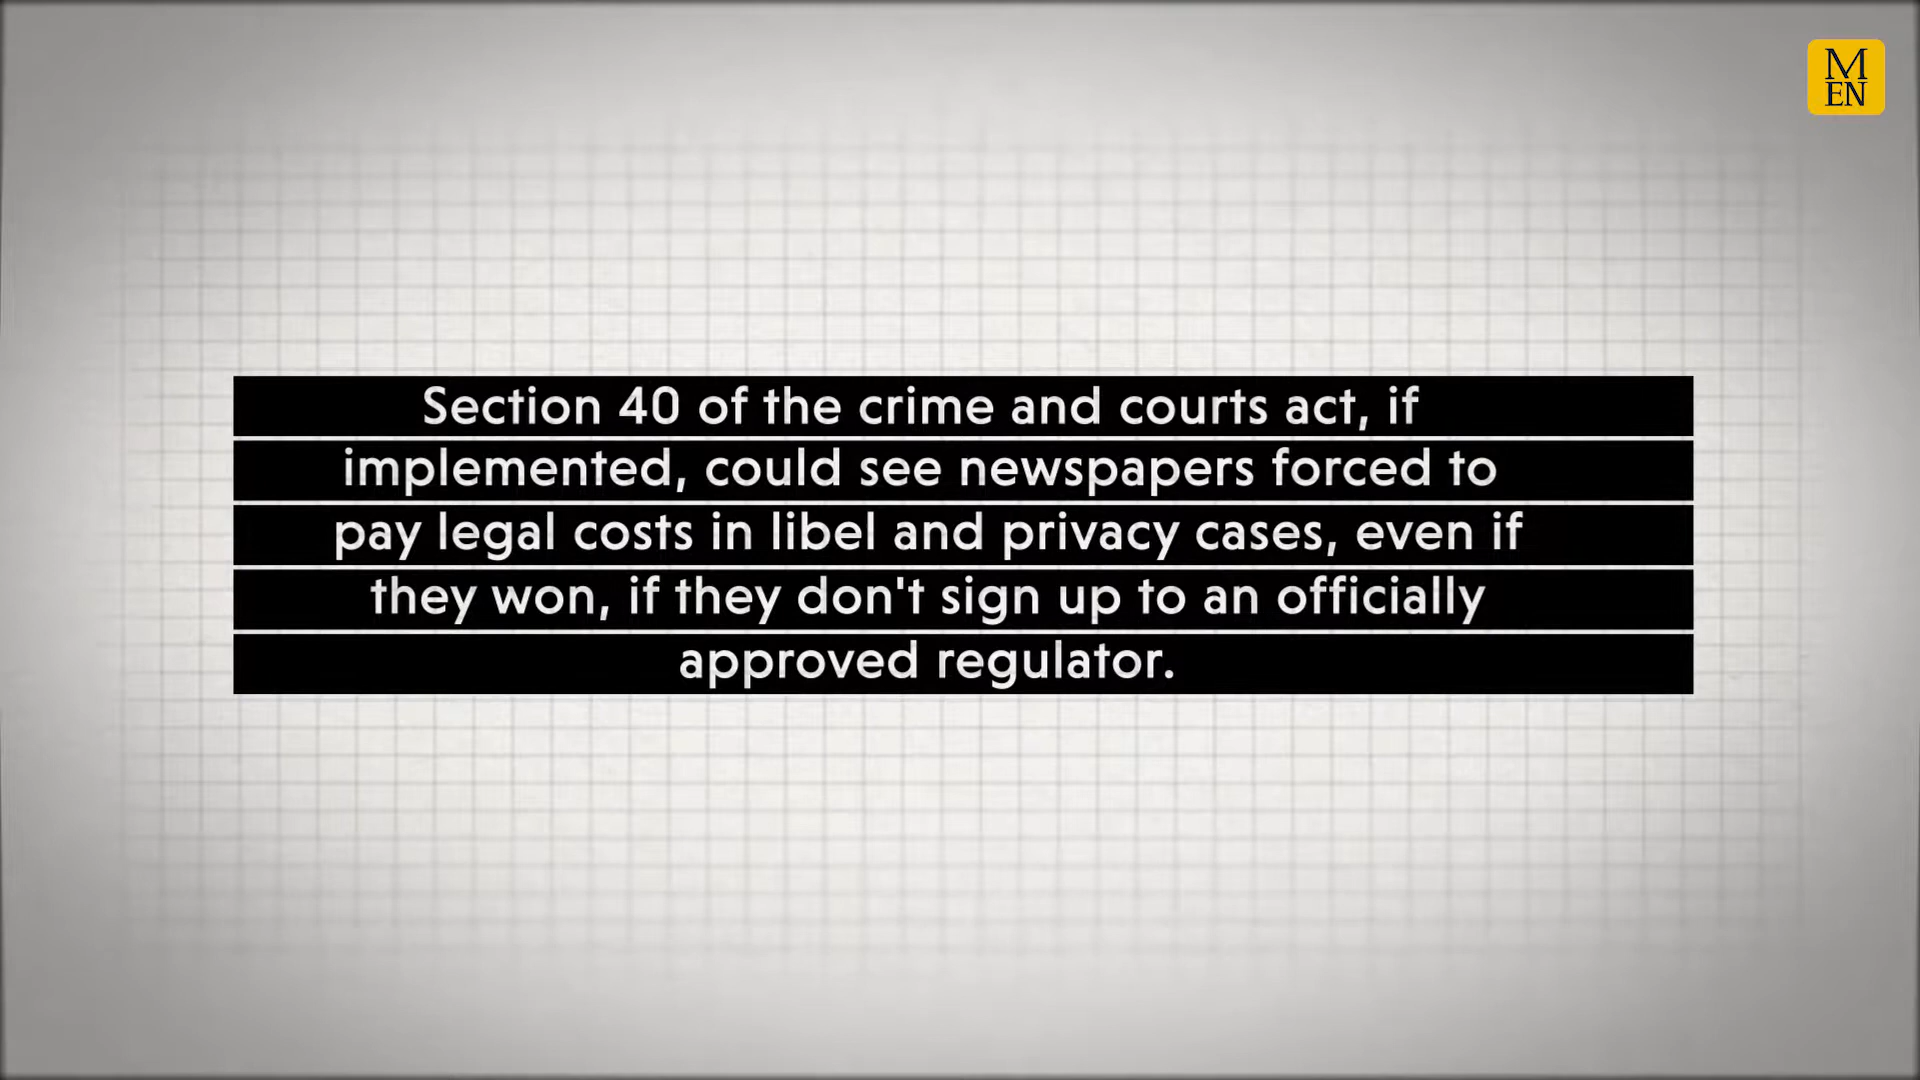 M
EN
Section 40 of the crime and courts act, if
implemented, could see newspapers forced to
pay legal costs in libel and privacy cases, even if
they won, if they don't sign up to an officially
approved regulator.